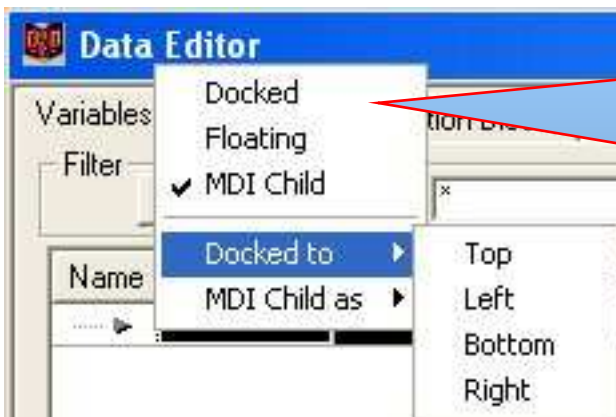 Data Editor
Docked
Variables
Floating
Filter
MDI Child
*
Docked to
Top
Name
MDI Child as
Left
Bottom
Right